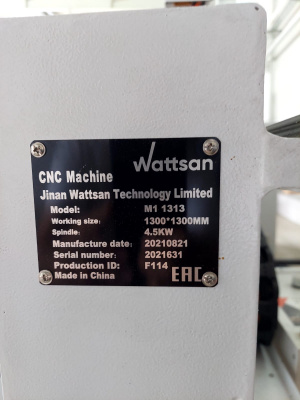 Wattsan
CNC Machine
Jinan Wattsan Technology Limited
Model: M1 1313
Working size: 1300*1300MM
Spindle: 4.5KW
Manufacture date: 20210821
Serial number: 2021631
Production ID: F114
Made in China EAC